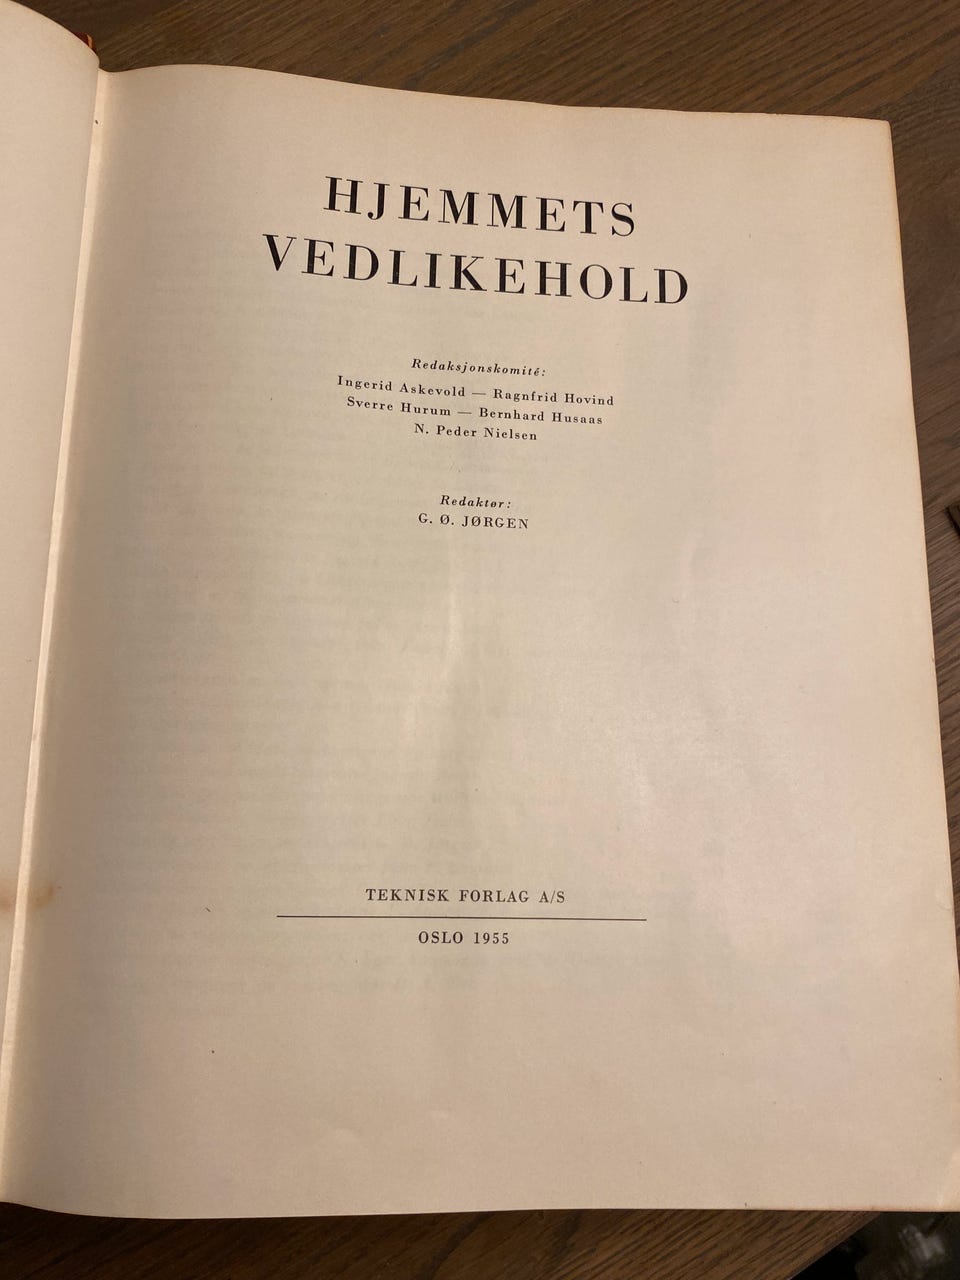 HJEMMETS
VEDLIKEHOLD
Redaksjonskomité:
Ingerid Askevold — Ragnfrid Hovind
Sverre Hurum — Bernhard Husaas
N. Peder Nielsen
Redaktør:
G. Ø. JØRGEN
TEKNISK FORLAG A/S
OSLO 1955